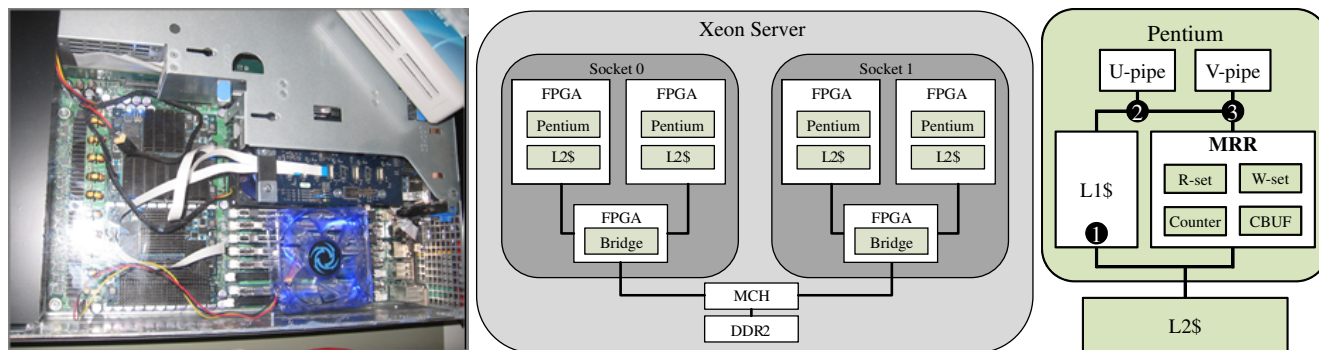 Xeon Server
Socket 0
Socket 1
FPGA
FPGA
FPGA
FPGA
Pentium
Pentium
Pentium
Pentium
L2$
L2$
L2$
L2$
FPGA
FPGA
Bridge
Bridge
MCH
DDR2
Pentium
U-pipe
V-pipe
2
3
L1$
MRR
R-set
W-set
Counter
CBUF
1
L2$